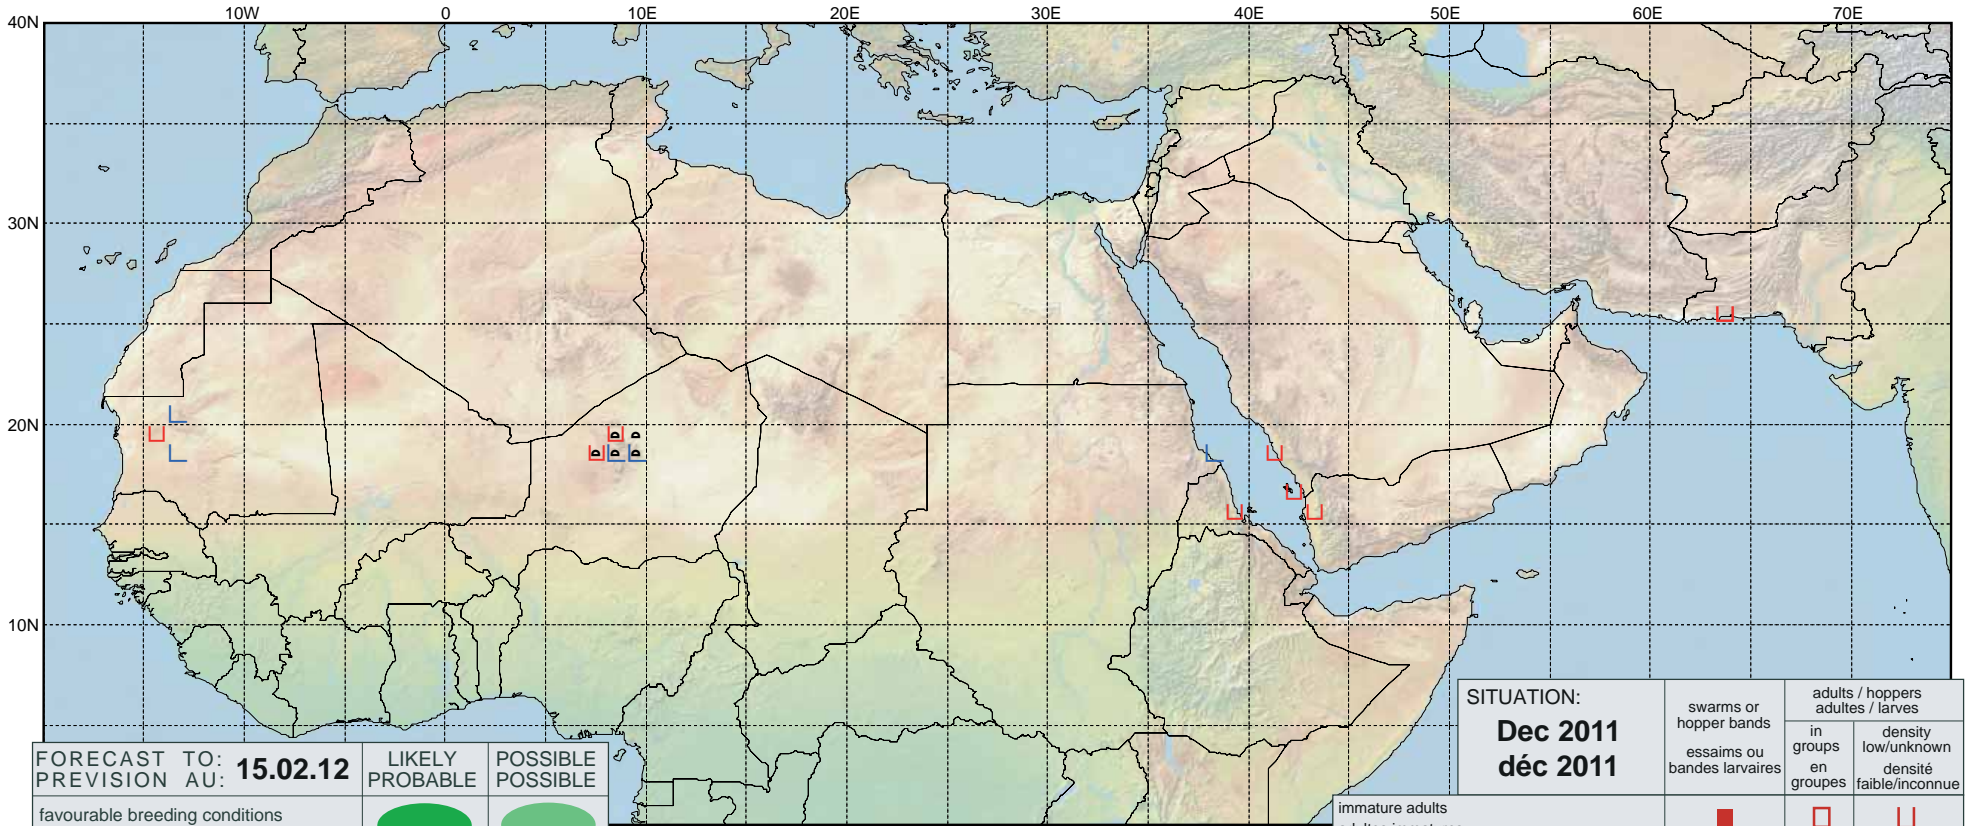 10W 0 10E 20E 30E 40E 50E 60E 70E
40N
30N
20N
10N
D D
D D D
FORECAST TO:
PREVISION AU:
15.02.12
LIKELY
PROBABLE
POSSIBLE
POSSIBLE
favourable breeding conditions
SITUATION:
Dec 2011
déc 2011
swarms or
hopper bands
essaims ou
bandes larvaires
adults / hoppers
adultes / larves
in
groups
en
groupes
density
low/unknown
densité
faible/inconnue
immature adults